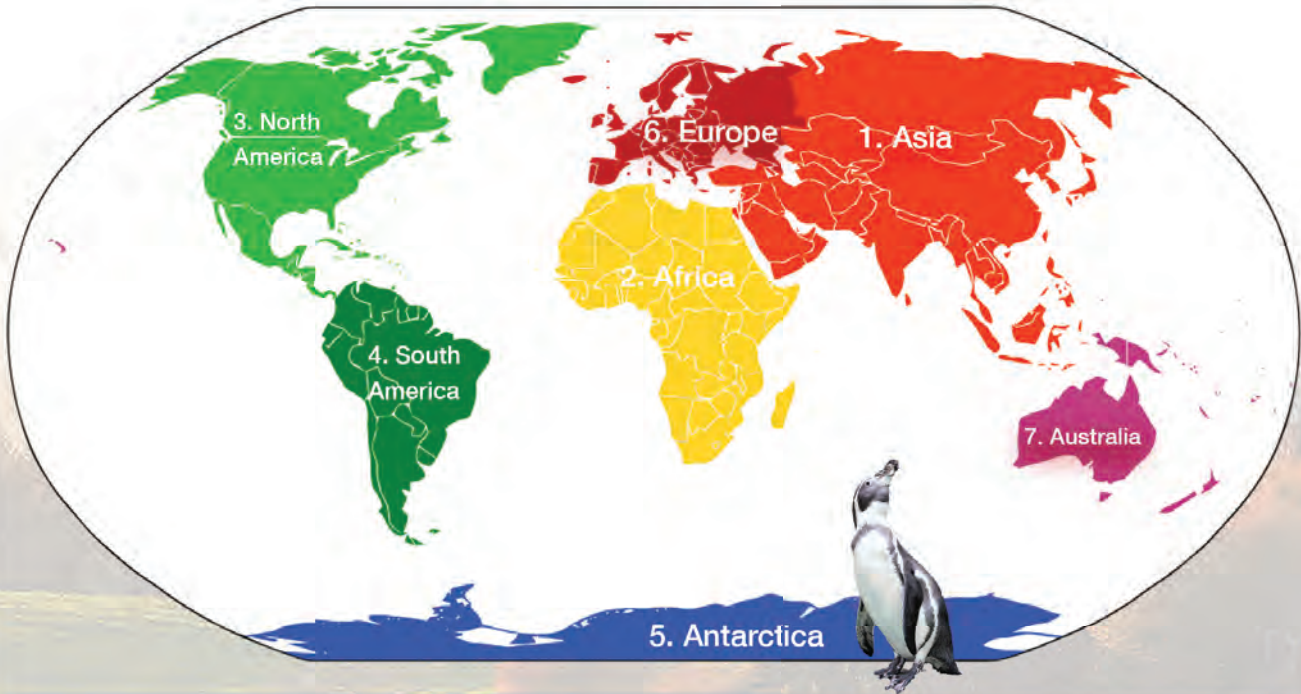 3. North
America
6. Europe
1. Asia
2. Africa
4. South
America
7. Australia
5. Antarctica